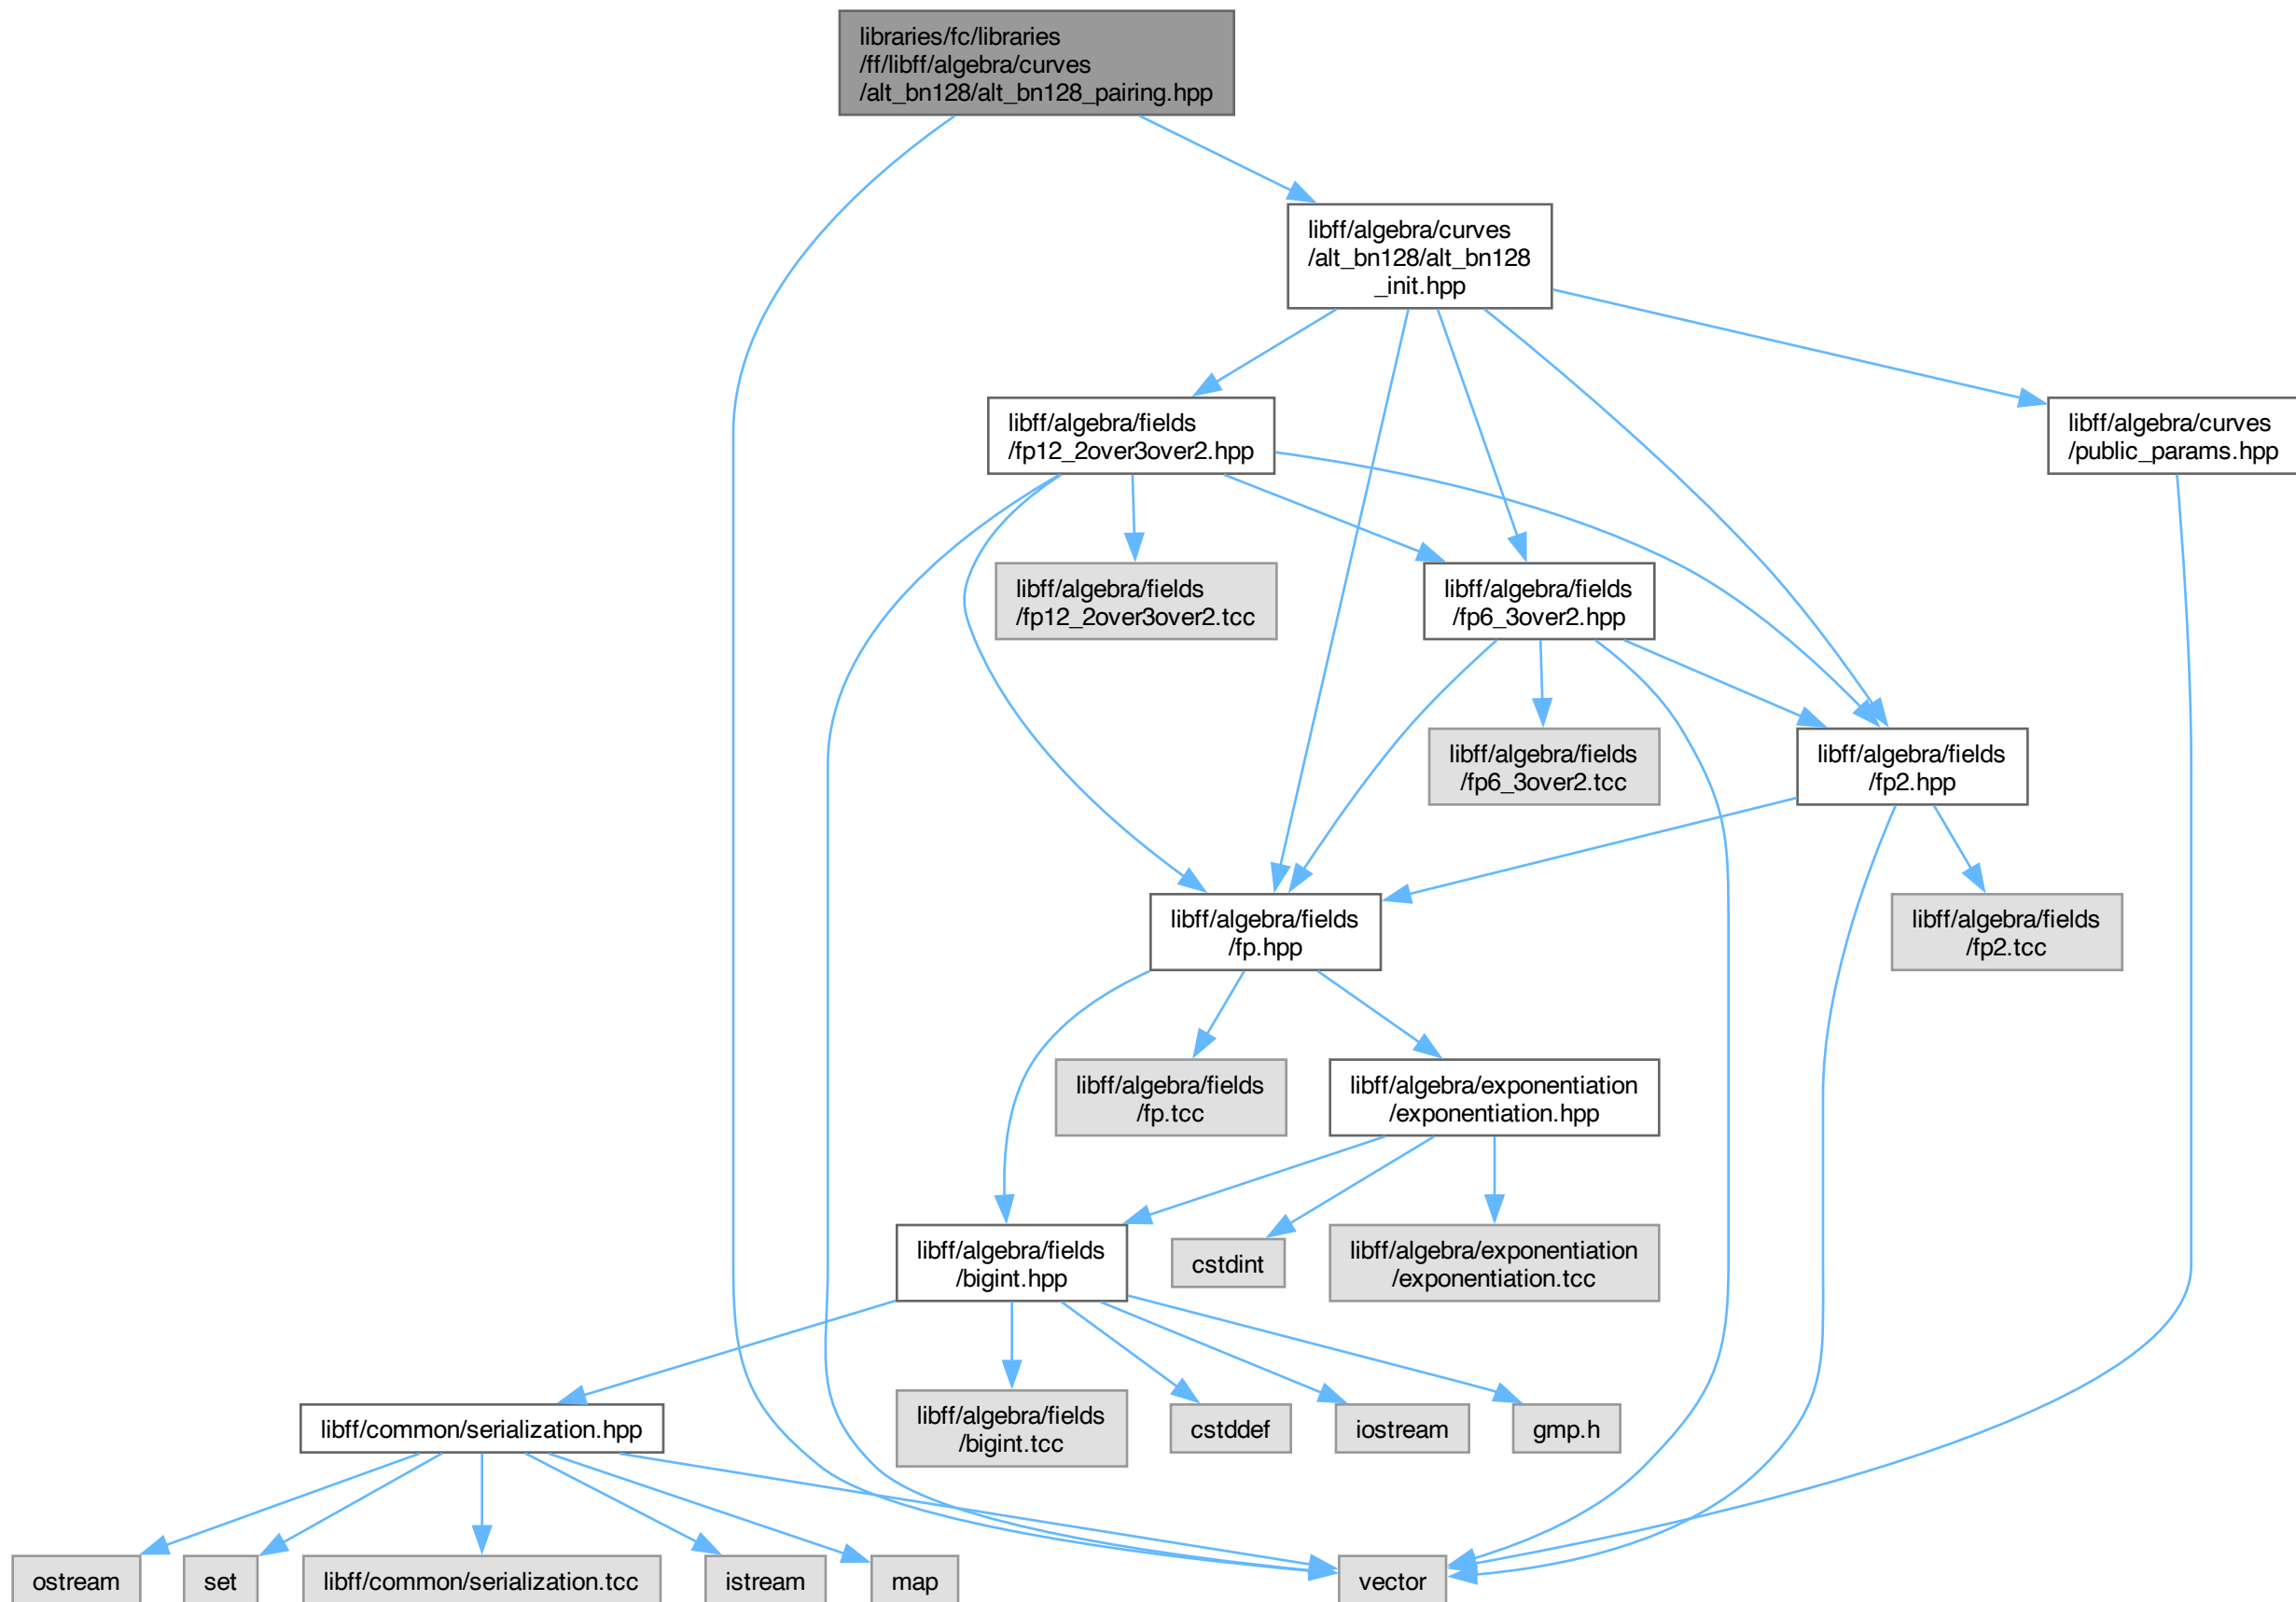 libraries/fc/libraries
/ff/libff/algebra/curves
/alt_bn128/alt_bn128_pairing.hpp
libff/algebra/curves
/alt_bn128/alt_bn128
_init.hpp
libff/algebra/fields
/fp12_2over3over2.hpp
libff/algebra/curves
/public_params.hpp
libff/algebra/fields
/fp12_2over3over2.tcc
libff/algebra/fields
/fp6_3over2.hpp
libff/algebra/fields
/fp6_3over2.tcc
libff/algebra/fields
/fp2.hpp
libff/algebra/fields
/fp.hpp
libff/algebra/fields
/fp2.tcc
libff/algebra/fields
/fp.tcc
libff/algebra/exponentiation
/exponentiation.hpp
libff/algebra/fields
/bigint.hpp
cstdint
libff/algebra/exponentiation
/exponentiation.tcc
libff/common/serialization.hpp
libff/algebra/fields
/bigint.tcc
cstddef
iostream
gmp.h
ostream
set
libff/common/serialization.tcc
istream
map
vector